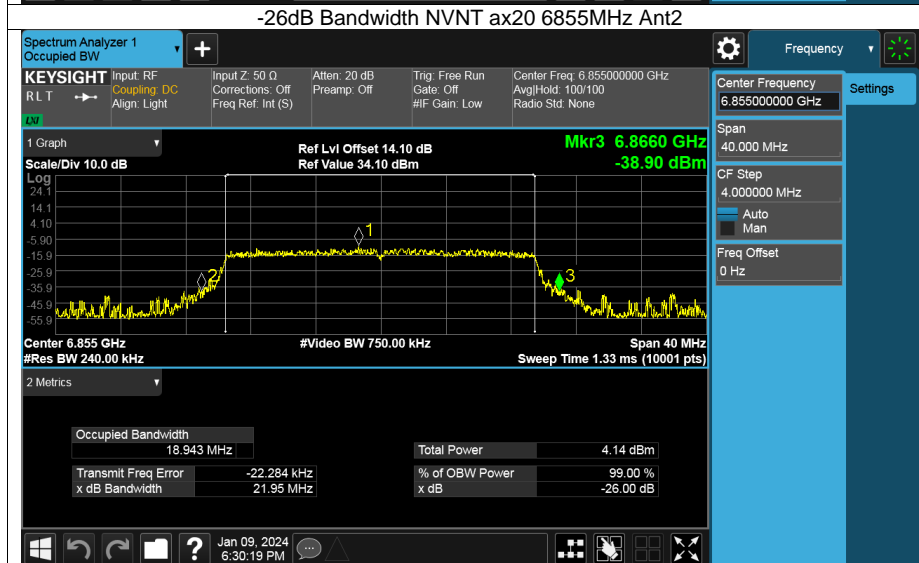 -26dB Bandwidth NVNT ax20 6855MHz Ant2
Spectrum Analyzer 1
Occupied BW
+
Frequency
KEYSIGHT
RLT
LXI
Input: RF
Coupling: DC
Align: Light
Input Z: 50 Ω
Corrections: Off
Freq Ref: Int (S)
Atten: 20 dB
Preamp: Off
Trig: Free Run
Gate: Off
#IF Gain: Low
Center Freq: 6.855000000 GHz
Avg|Hold: 100/100
Radio Std: None
Center Frequency
6.855000000 GHz
Settings
Span
40.000 MHz
CF Step
4.000000 MHz
Auto
Man
Freq Offset
0 Hz
1 Graph
Scale/Div 10.0 dB
Ref Lvl Offset 14.10 dB
Ref Value 34.10 dBm
Mkr3 6.8660 GHz
-38.90 dBm
Log
24.1
14.1
4.10
-5.90
-15.9
-25.9
-35.9
-45.9
-55.9
1
2
3
Center 6.855 GHz
#Video BW 750.00 kHz
Span 40 MHz
#Res BW 240.00 kHz
Sweep Time 1.33 ms (10001 pts)
2 Metrics
Occupied Bandwidth
18.943 MHz
Total Power 4.14 dBm
Transmit Freq Error -22.284 kHz
% of OBW Power 99.00 %
x dB Bandwidth 21.95 MHz
x dB -26.00 dB
?
Jan 09, 2024
6:30:19 PM